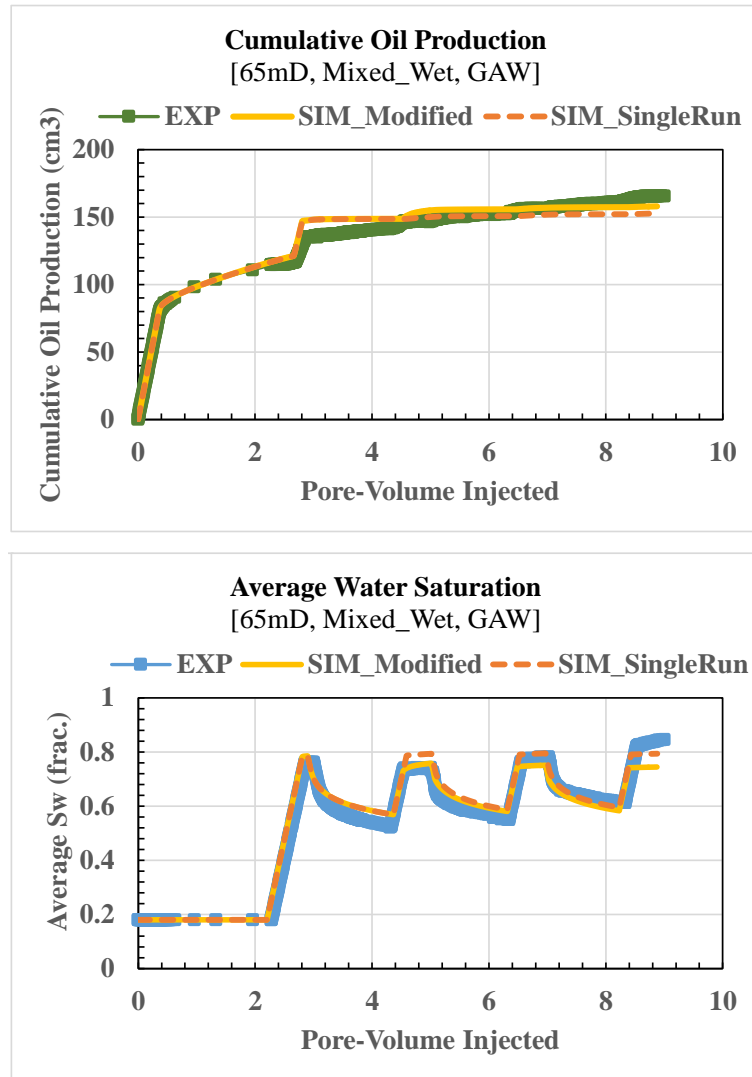 Cumulative Oil Production
[65mD, Mixed_Wet, GAW]
EXP SIM_Modified SIM_SingleRun
200
150
100
50
0
0 2 4 6 8 10
Cumulative Oil Production (cm3)
Pore-Volume Injected
Average Water Saturation
[65mD, Mixed_Wet, GAW]
EXP SIM_Modified SIM_SingleRun
1
0.8
0.6
0.4
0.2
0
0 2 4 6 8 10
Average Sw (frac.)
Pore-Volume Injected